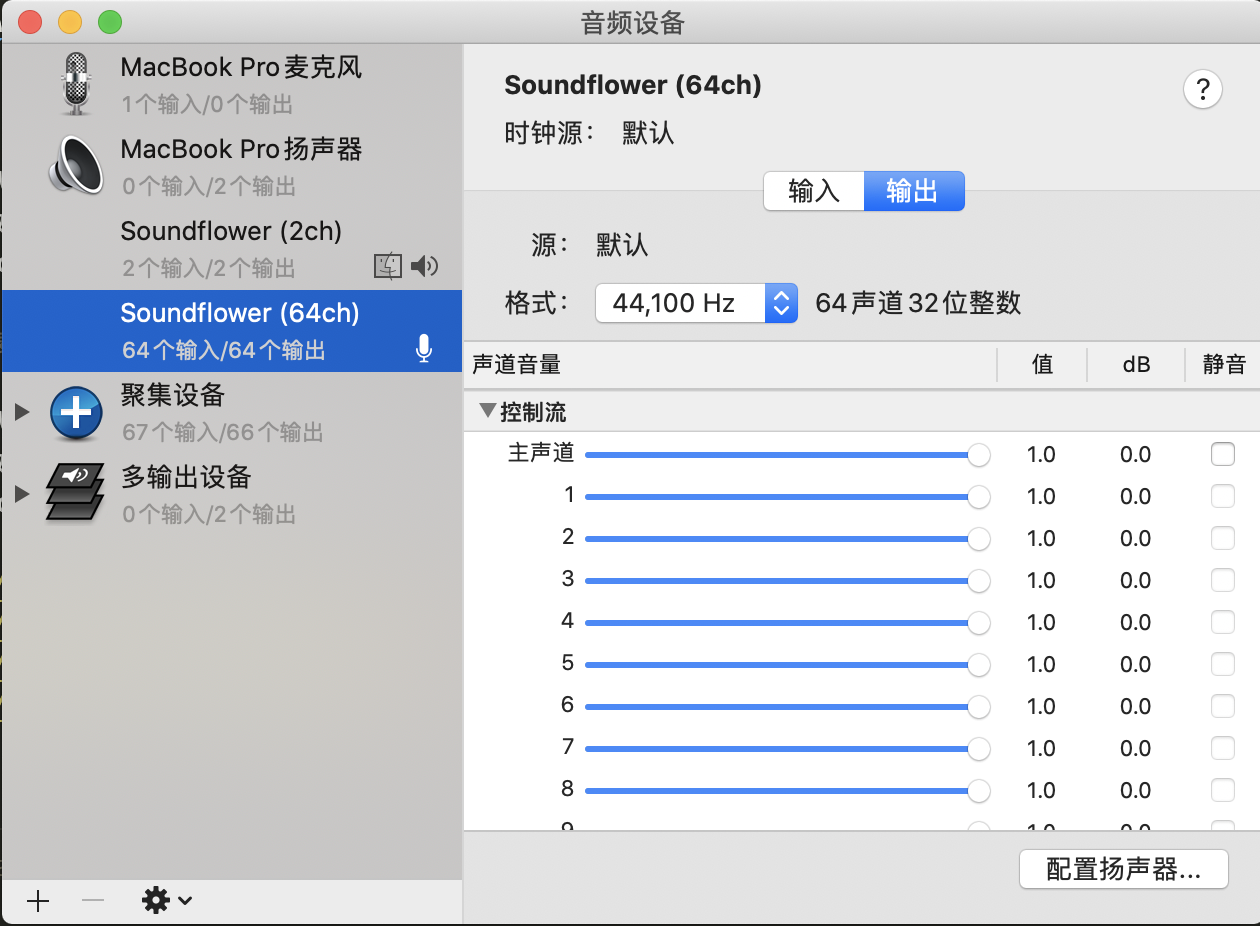 音频设备
MacBook Pro麦克风
1个输入/0个输出
MacBook Pro扬声器
0个输入/2个输出
Soundflower (2ch)
2个输入/2个输出
Soundflower (64ch)
64个输入/64个输出
聚集设备
67个输入/66个输出
多输出设备
0个输入/2个输出
Soundflower (64ch)
?
时钟源： 默认
输入 输出
源： 默认
格式： 44,100 Hz 64声道32位整数
声道音量 值 dB 静音
控制流
主声道 1.0 0.0
1 1.0 0.0
2 1.0 0.0
3 1.0 0.0
4 1.0 0.0
5 1.0 0.0
6 1.0 0.0
7 1.0 0.0
8 1.0 0.0
9 1.0 0.0
配置扬声器...